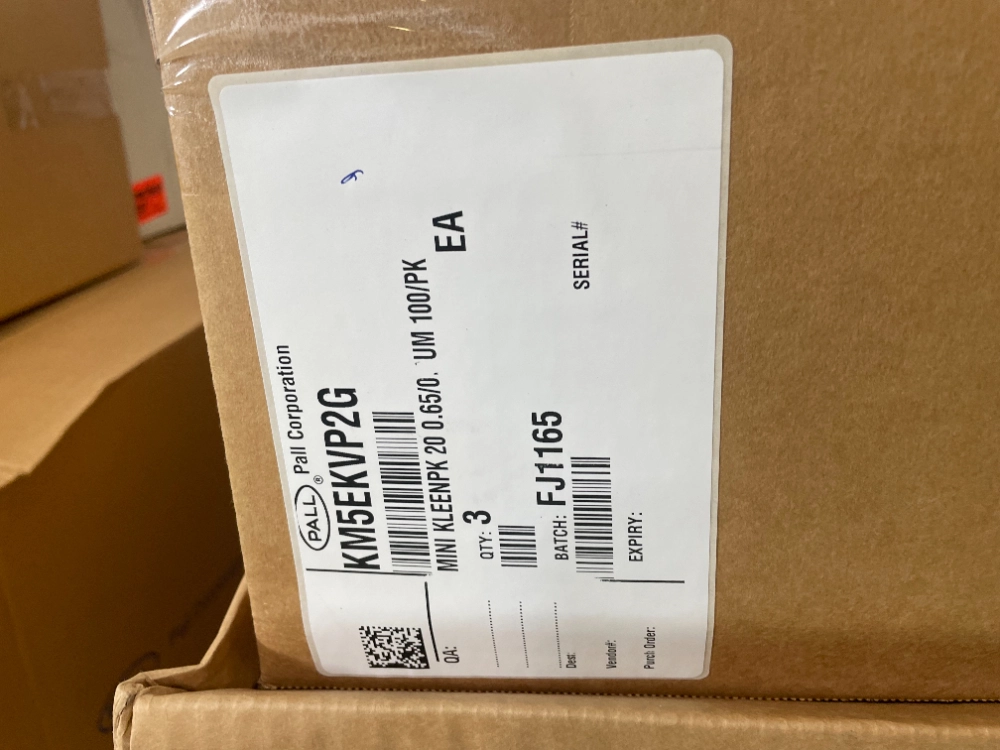 PALL ® Pall Corporation
KM5EKVP2G
MINI KLEENPK 20 0.65/0. UM 100/PK
QTY: 3 EA
BATCH: FJ1165
SERIAL#
EXPIRY:
QA:
Dest:
Vendor#:
Purch Order: